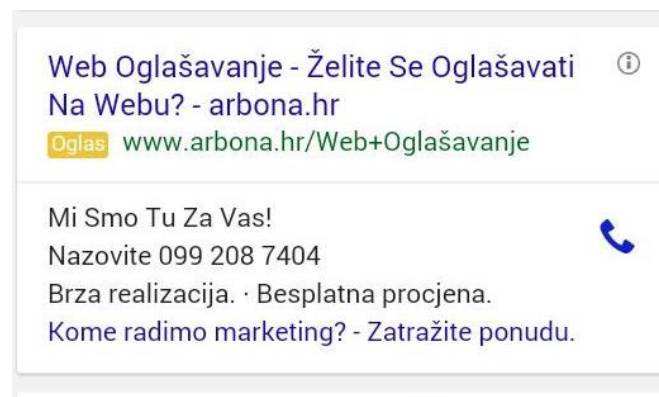 Web Oglašavanje - Želite Se Oglašavati
Na Webu? - arbona.hr
Oglas www.arbona.hr/Web+Oglašavanje
Mi Smo Tu Za Vas!
Nazovite 099 208 7404
Brza realizacija. · Besplatna procjena.
Kome radimo marketing? - Zatražite ponudu.